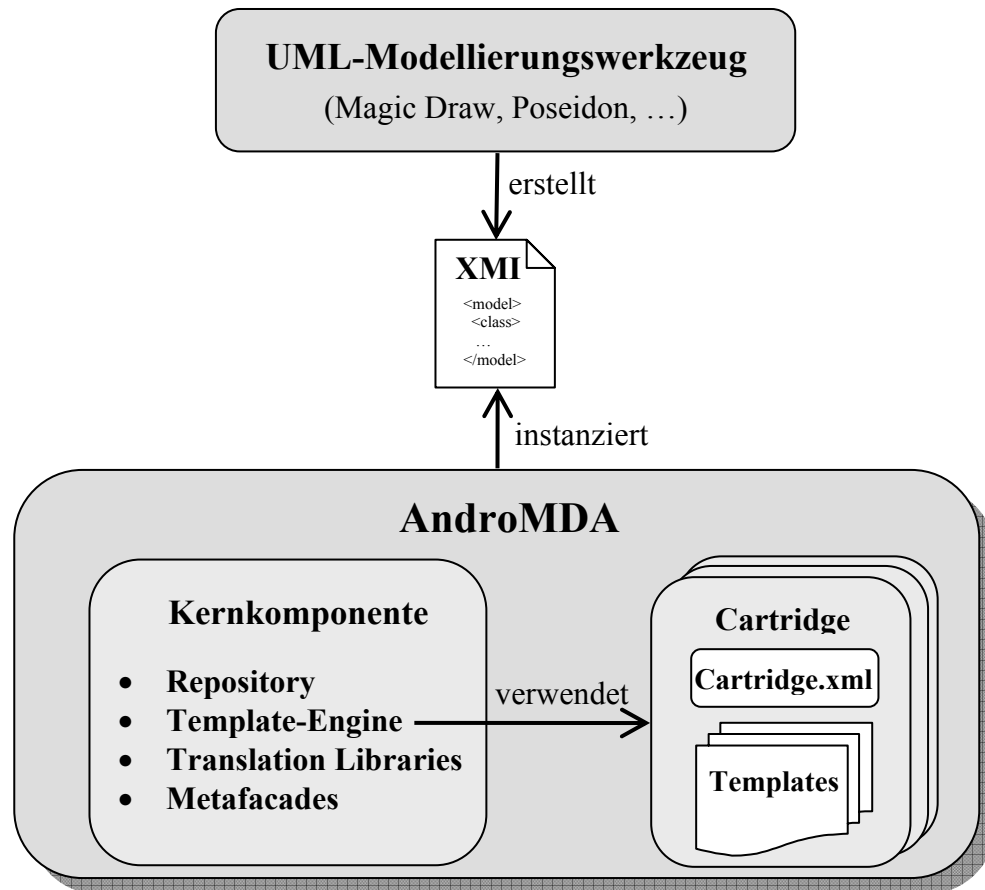 UML-Modellierungswerkzeug
(Magic Draw, Poseidon, …)
erstellt
XMI
<model>
<class>
…
</model>
instanziert
AndroMDA
Kernkomponente
• Repository
• Template-Engine
• Translation Libraries
• Metafacades
verwendet
Cartridge
Cartridge.xml
Templates